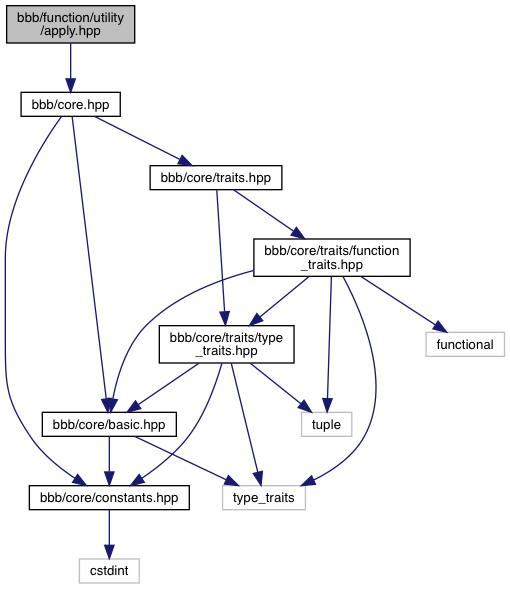 bbb/function/utility
/apply.hpp
bbb/core.hpp
bbb/core/traits.hpp
bbb/core/traits/function
_traits.hpp
bbb/core/traits/type
_traits.hpp
functional
bbb/core/basic.hpp
tuple
bbb/core/constants.hpp
type_traits
cstdint